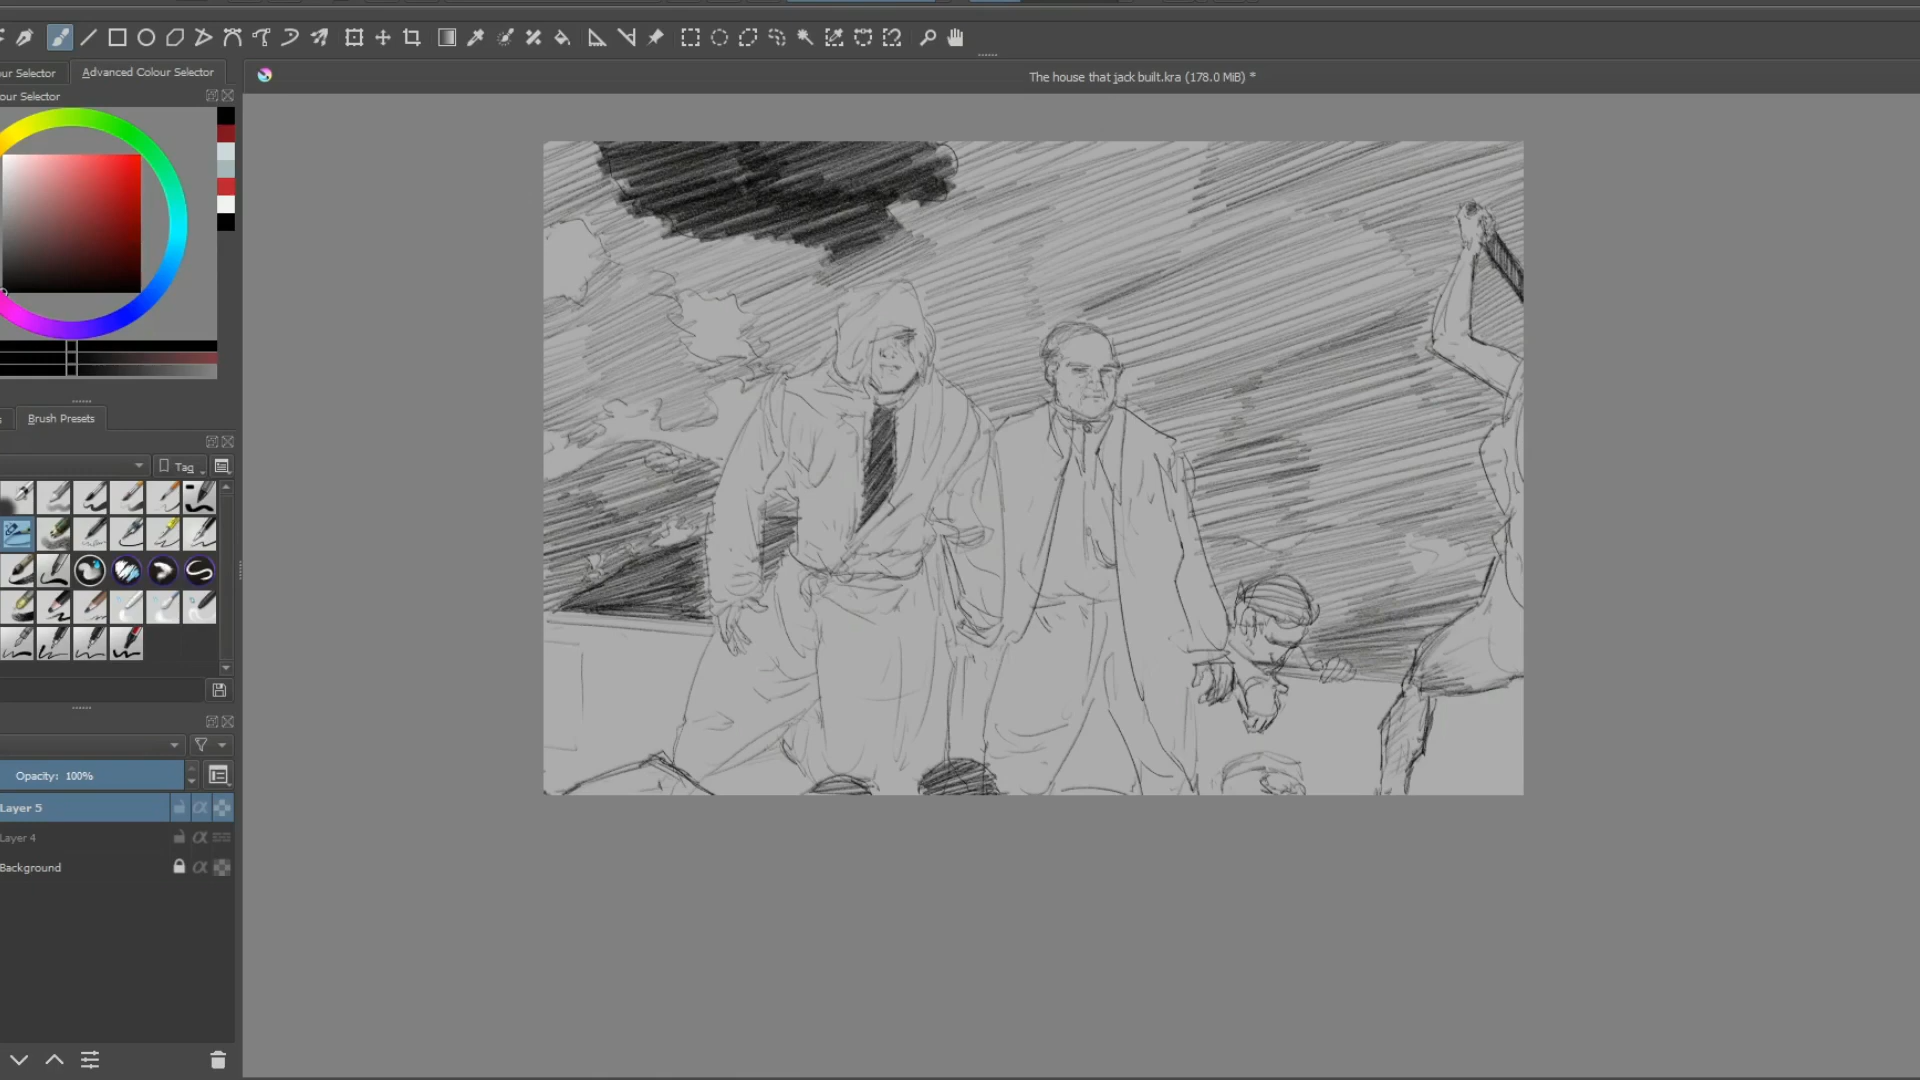 our Selector
Advanced Colour Selector
The house that jack built.kra (178.0 MiB) *
our Selector
Brush Presets
Tag
Opacity: 100%
Layer 5
Layer 4
Background